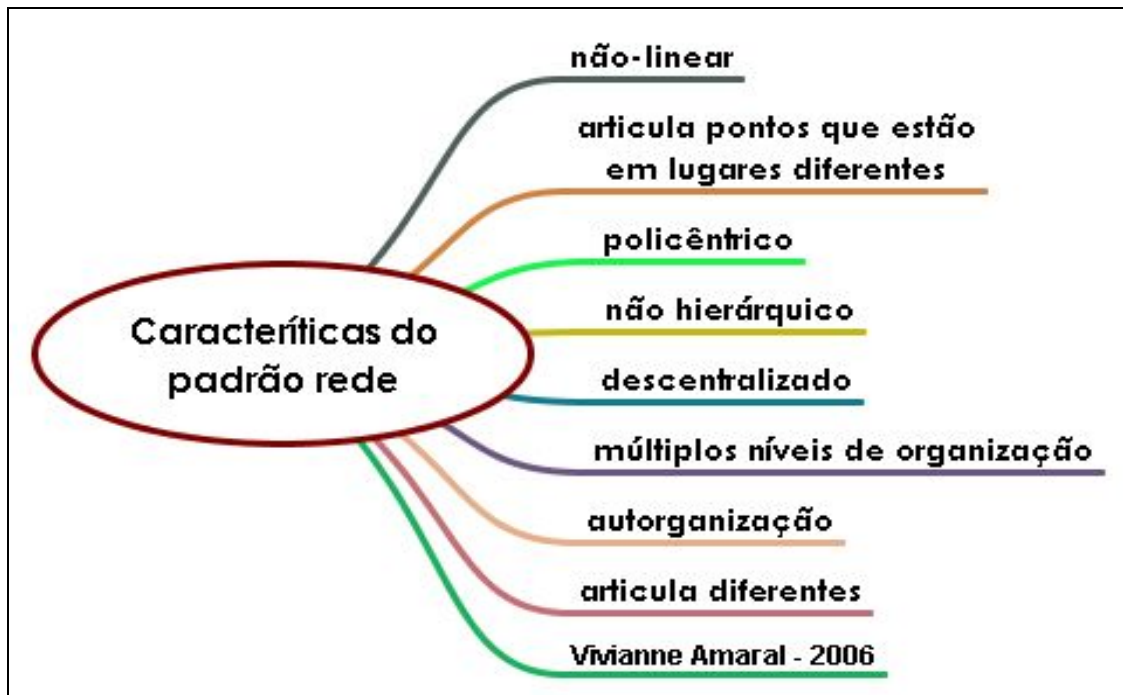 não-linear
articula pontos que estão
em lugares diferentes
policêntrico
não hierárquico
Caracteríticas do
padrão rede
descentralizado
múltiplos níveis de organização
autorganização
articula diferentes
Vivianne Amaral - 2006